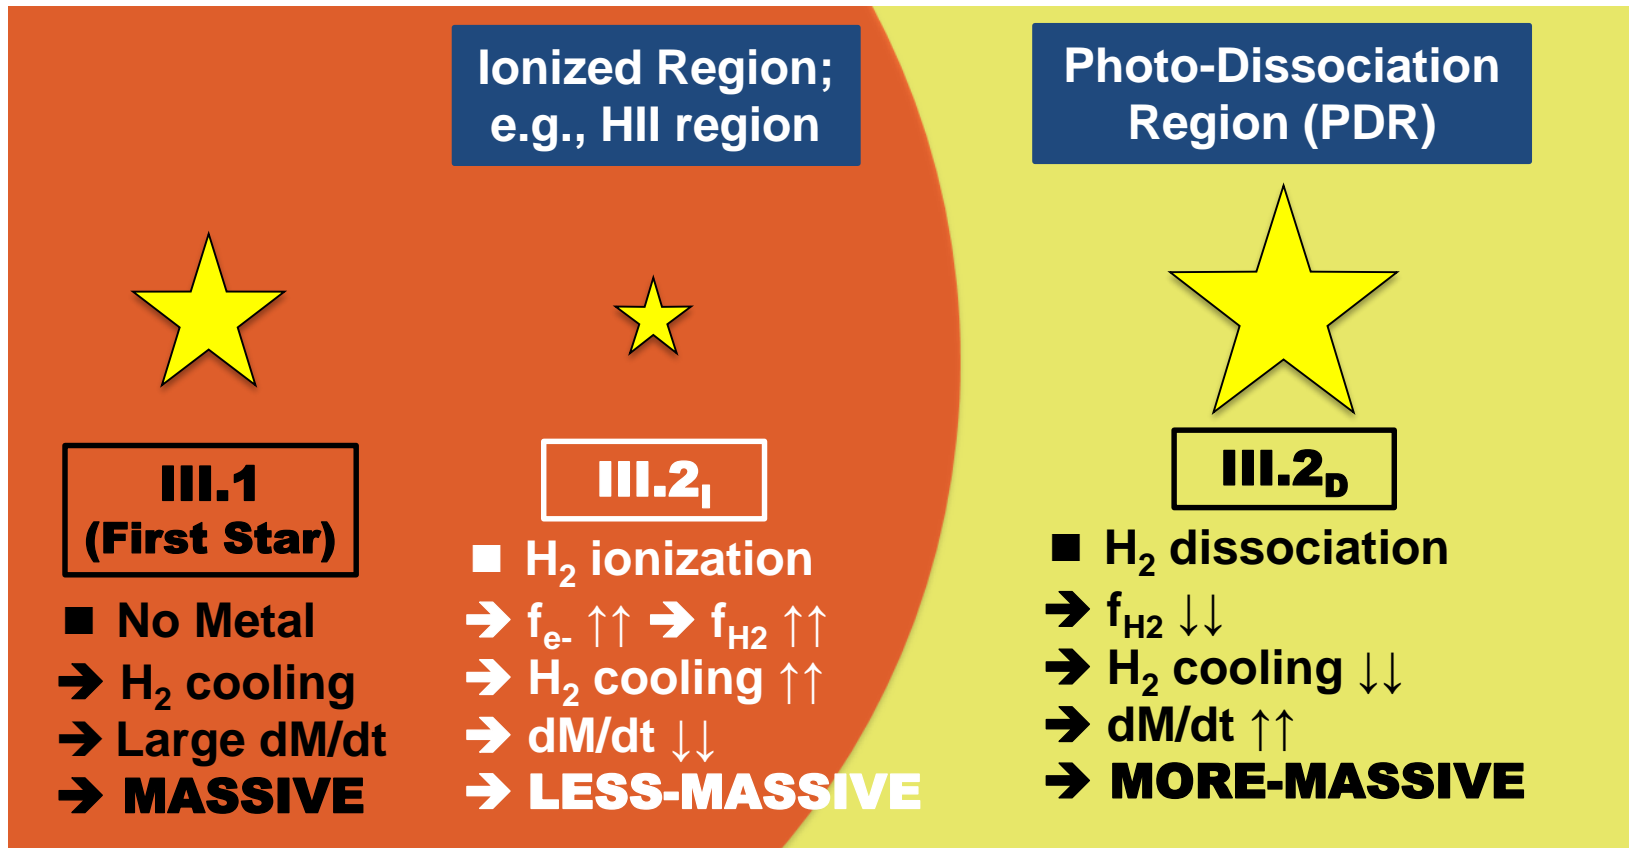 Ionized Region;
e.g., HII region
Photo-Dissociation
Region (PDR)
III.1
(First Star)
■ No Metal
➔ H₂ cooling
➔ Large dM/dt
➔ MASSIVE
III.2I
■ H₂ ionization
➔ fe- ↑↑ ➔ fH2 ↑↑
➔ H₂ cooling ↑↑
➔ dM/dt ↓↓
➔ LESS-MASSIVE
III.2D
■ H₂ dissociation
➔ fH2 ↓↓
➔ H₂ cooling ↓↓
➔ dM/dt ↑↑
➔ MORE-MASSIVE